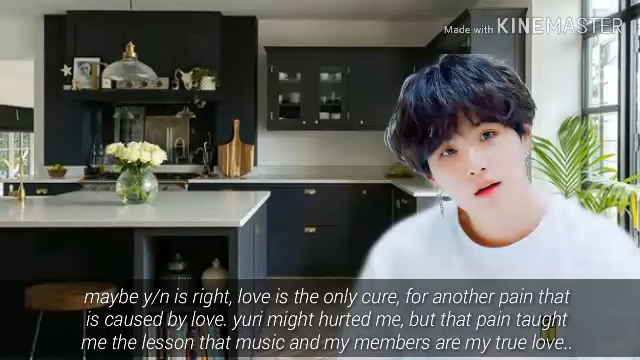 Made with KINEMASTER
maybe y/n is right, love is the only cure, for another pain that
is caused by love. yuri might hurted me, but that pain taught
me the lesson that music and my members are my true love..